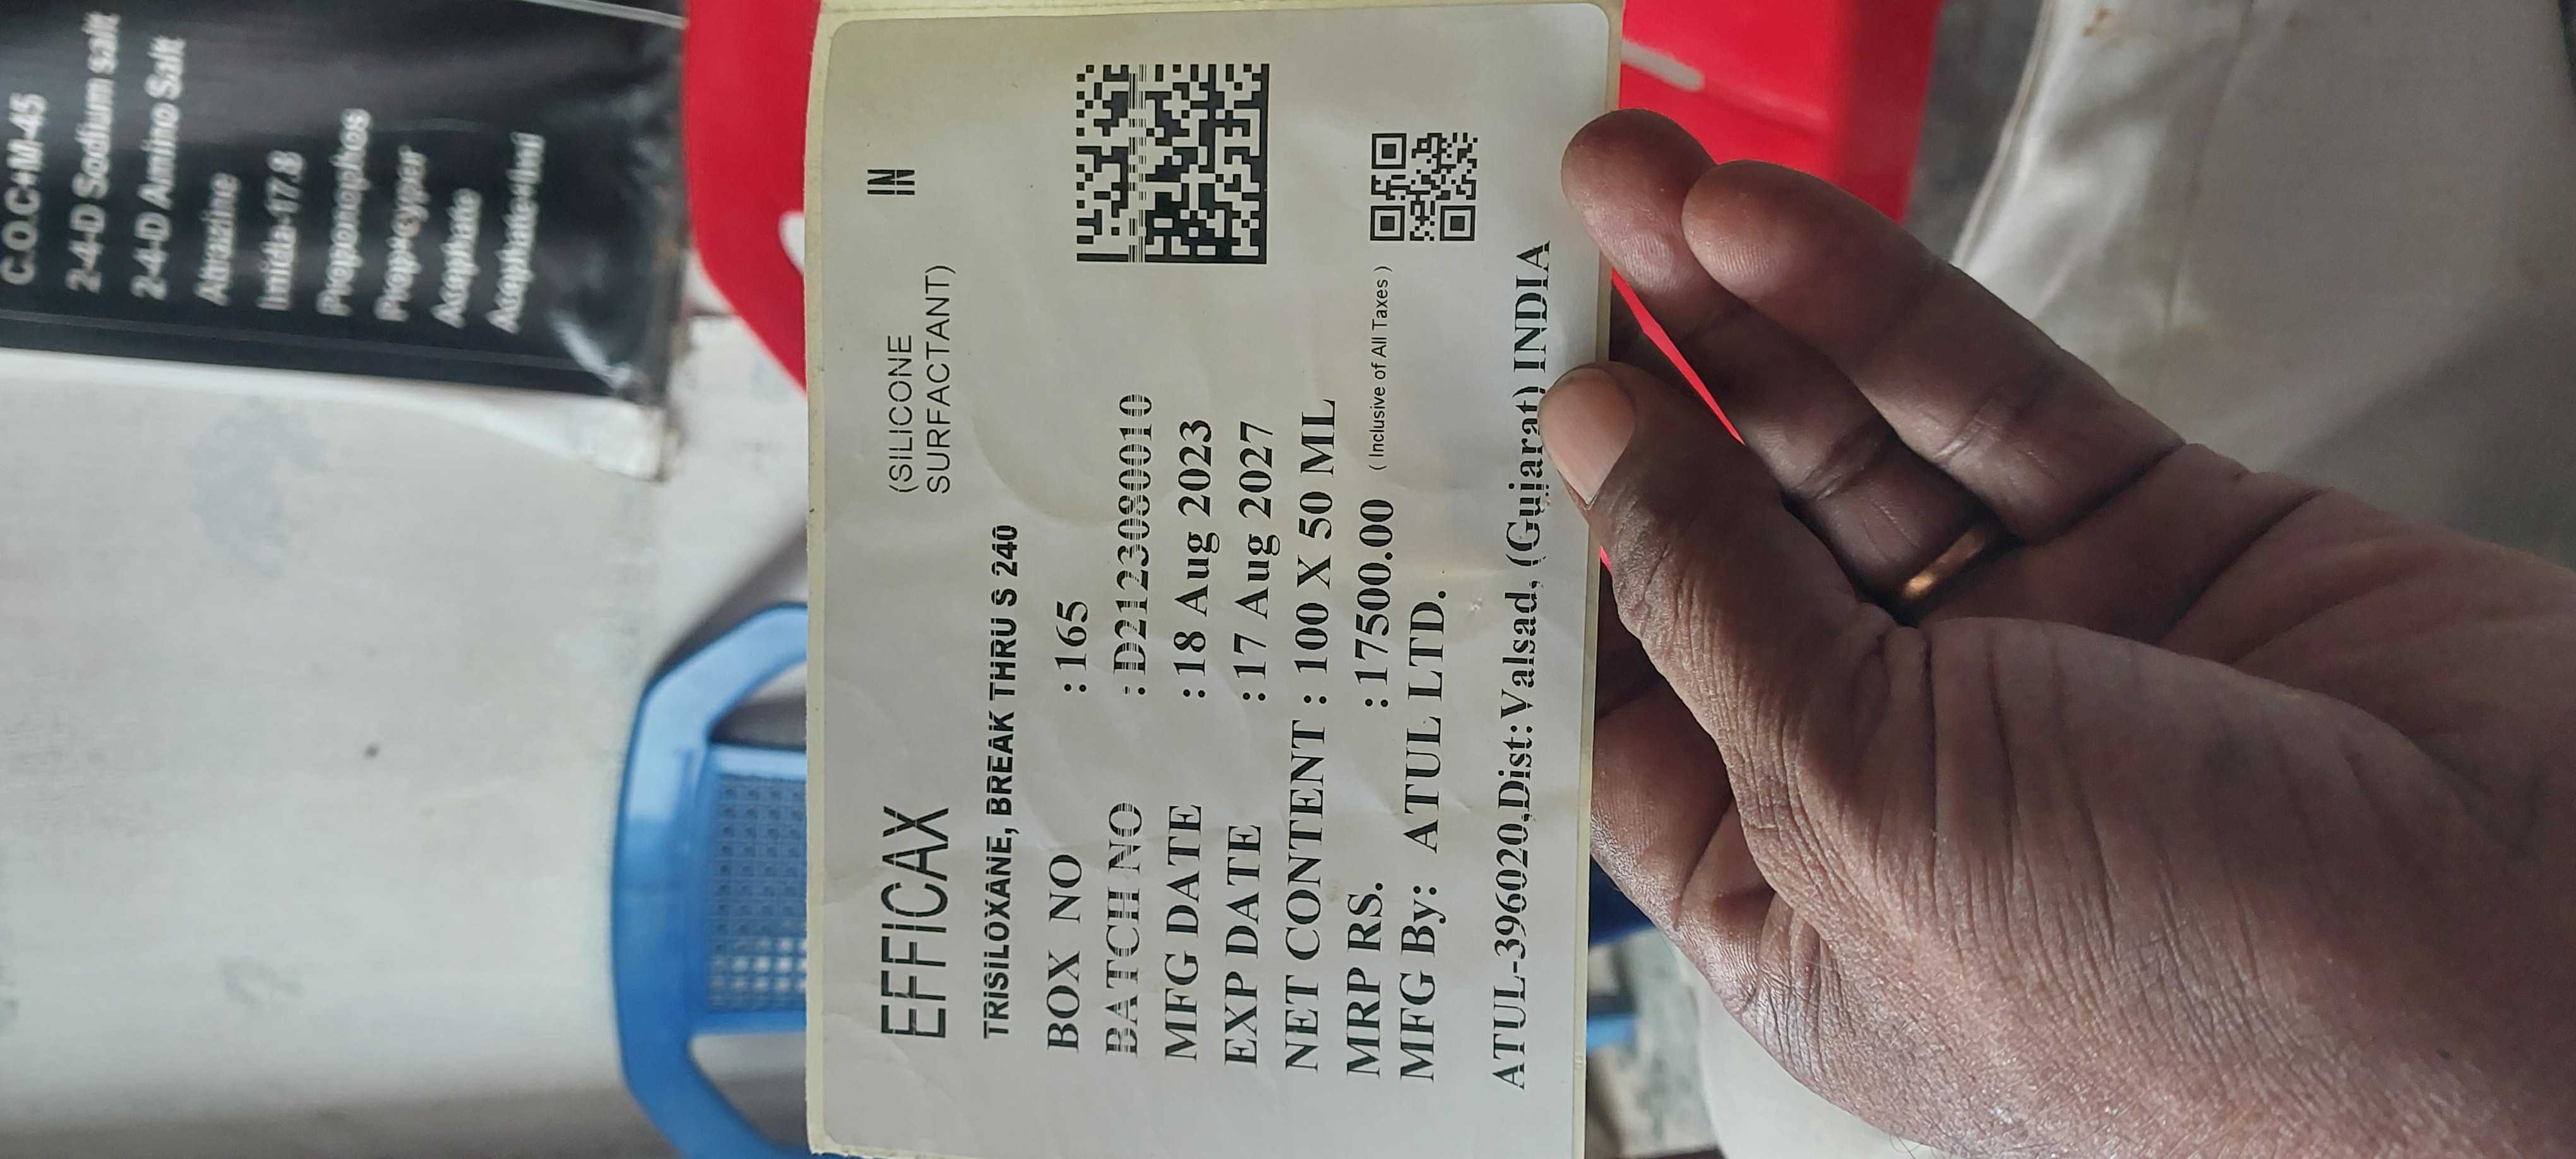 EFFICAX (SILICONE SURFACTANT) IN
TRISILOXANE, BREAK THRU S 240
BOX NO :165
BATCH NO :D2123080010
MFG DATE :18 Aug 2023
EXP DATE :17 Aug 2027
NET CONTENT : 100 X 50 ML
MRP RS. :17500.00 ( Inclusive of All Taxes )
MFG By: ATUL LTD.
ATUL-396020,Dist:Valsad, (Gujarat) INDIA
C.O.C+M-45
2-4-D Sodium salt
2-4-D Amino Salt
Atrazine
Imida-17.8
Proponophos
Prop+cyper
Acephate
Acephate+Imi